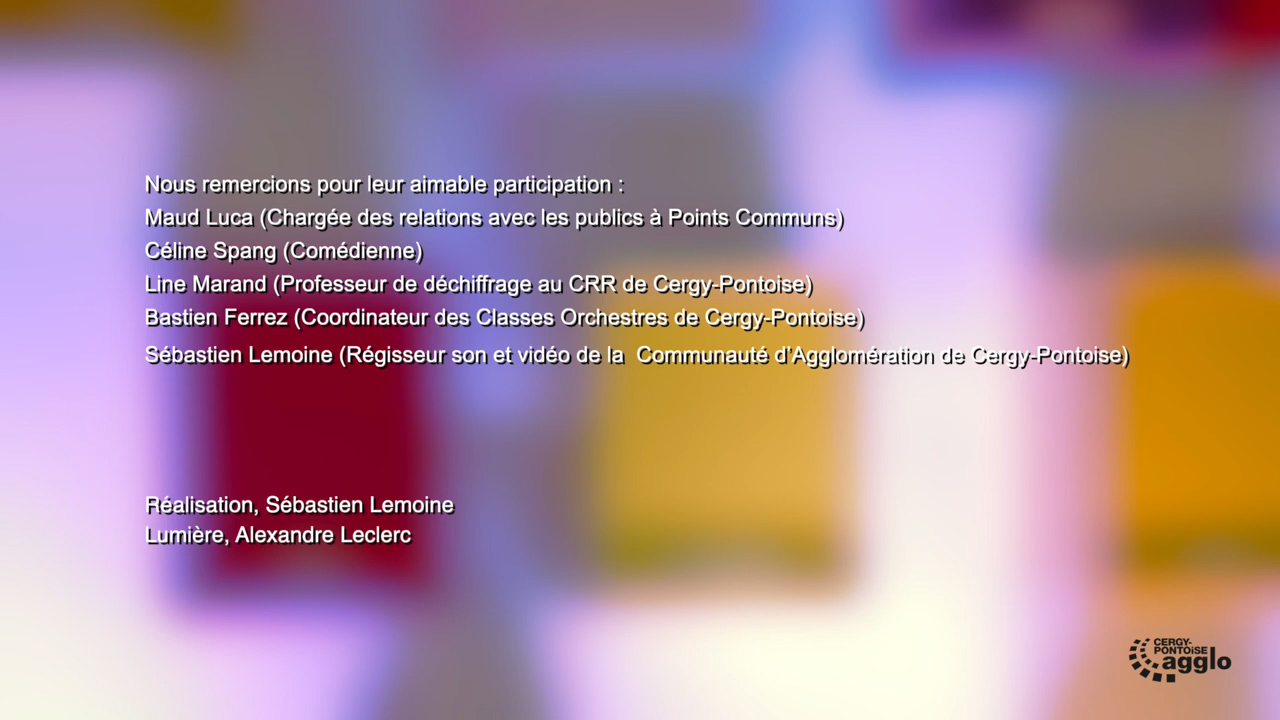 Nous remercions pour leur aimable participation :
Maud Luca (Chargée des relations avec les publics à Points Communs)
Céline Spang (Comédienne)
Line Marand (Professeur de déchiffrage au CRR de Cergy-Pontoise)
Bastien Ferrez (Coordinateur des Classes Orchestres de Cergy-Pontoise)
Sébastien Lemoine (Régisseur son et vidéo de la  Communauté d'Agglomération de Cergy-Pontoise)
Réalisation, Sébastien Lemoine
Lumière, Alexandre Leclerc
CERGY-
PONTOiSE
agglo